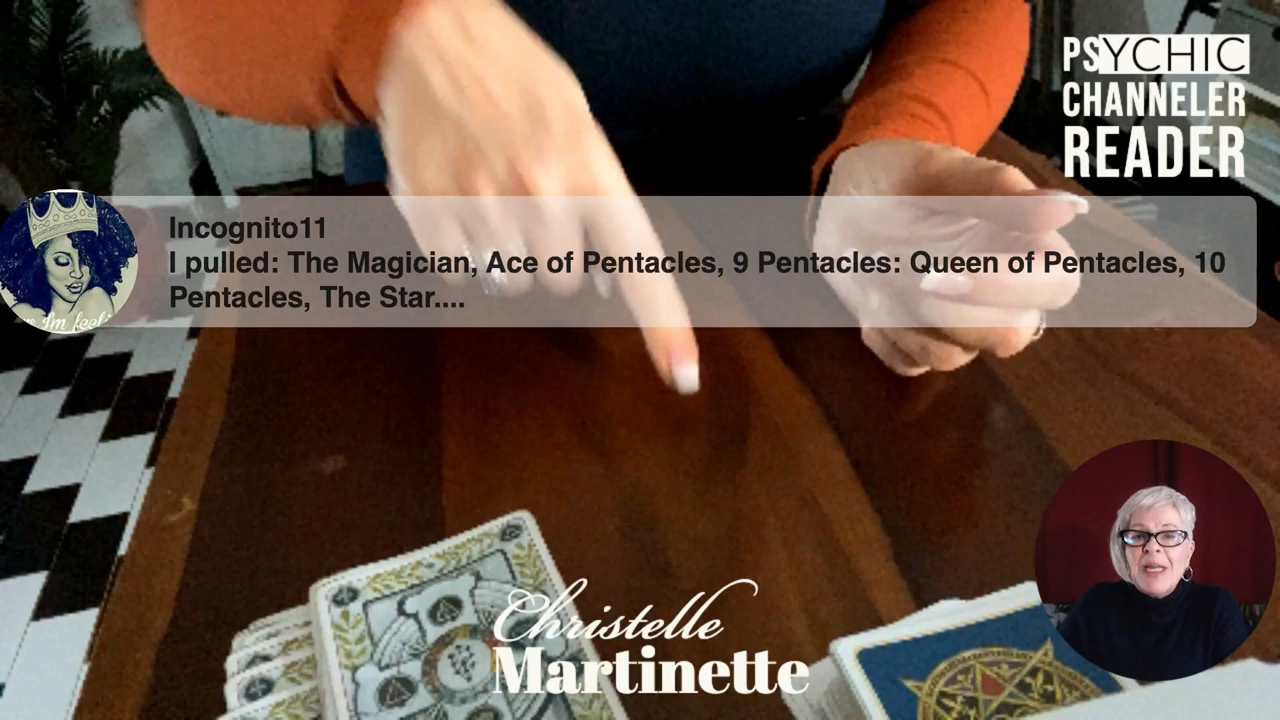 PSYCHIC
CHANNELER
READER
Incognito11
I pulled: The Magician, Ace of Pentacles, 9 Pentacles: Queen of Pentacles, 10
Pentacles, The Star....
I'm feel
Christelle
Martinette